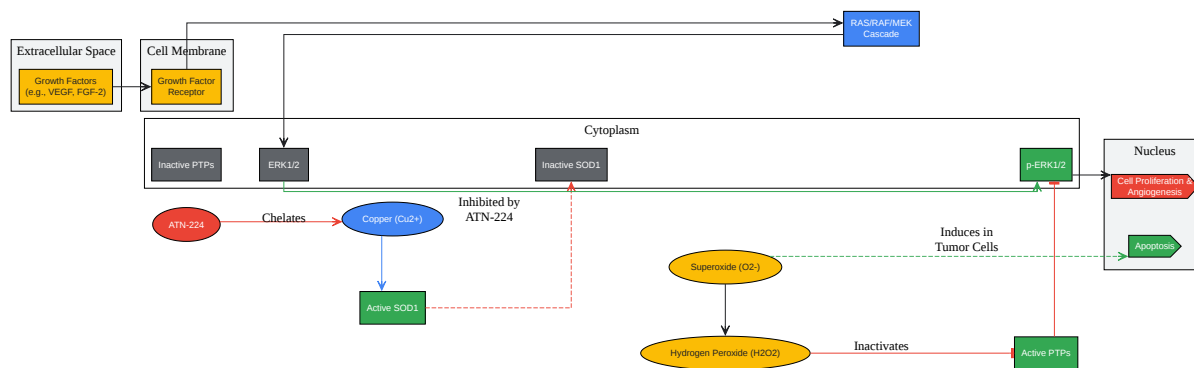 RAS/RAF/MEK
Cascade
Extracellular Space
Cell Membrane
Growth Factors
(e.g., VEGF, FGF-2)
Growth Factor
Receptor
Cytoplasm
Inactive PTPs
ERK1/2
Inactive SOD1
p-ERK1/2
Nucleus
Cell Proliferation &
Angiogenesis
ATN-224
Chelates
Copper (Cu2+)
Inhibited by
ATN-224
Induces in
Tumor Cells
Apoptosis
Superoxide (O2-)
Active SOD1
Hydrogen Peroxide (H2O2)
Inactivates
Active PTPs